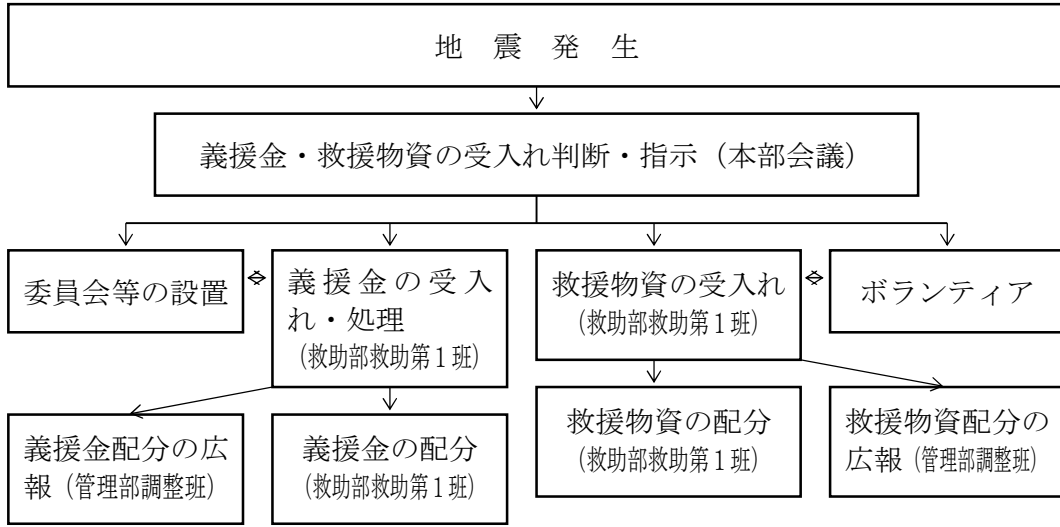 地　震　発　生
義援金・救援物資の受入れ判断・指示（本部会議）
委員会等の設置
義援金の受入
れ・処理
（救助部救助第１班）
救援物資の受入れ
（救助部救助第１班）
ボランティア
義援金配分の広
報（管理部調整班）
義援金の配分
（救助部救助第１班）
救援物資の配分
（救助部救助第１班）
救援物資配分の
広報（管理部調整班）